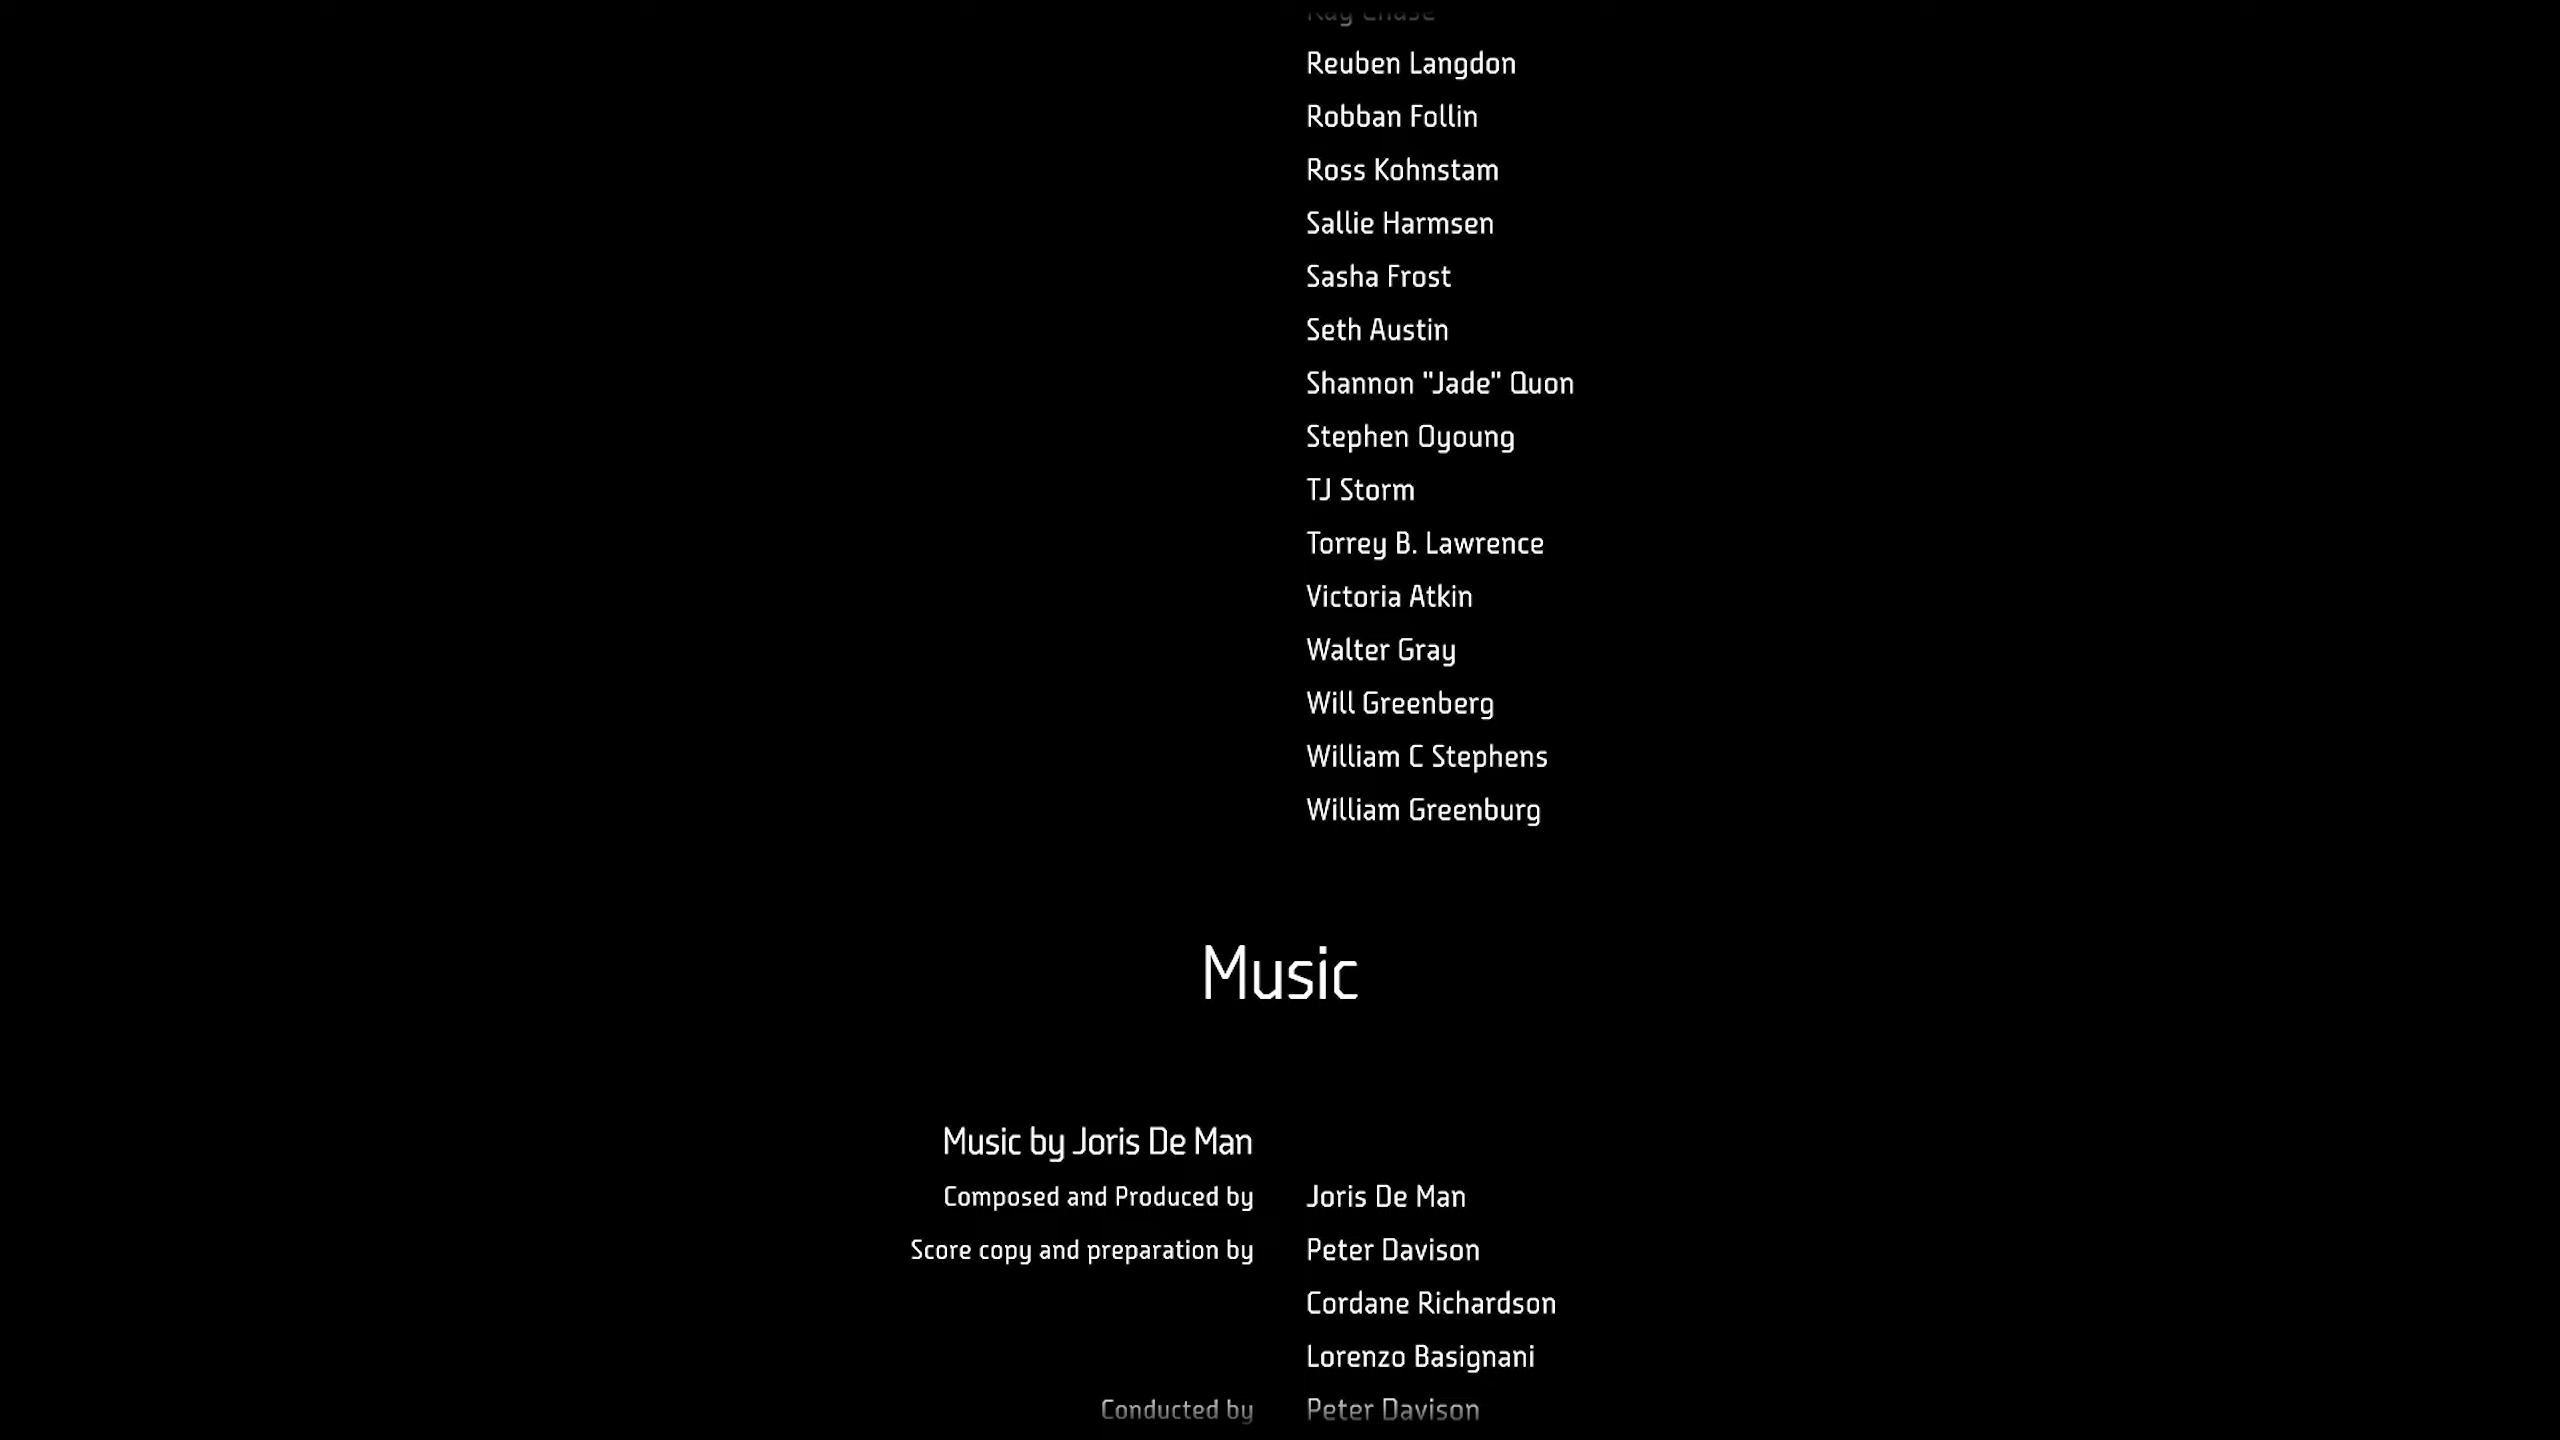 Ray Chase
Reuben Langdon
Robban Follin
Ross Kohnstam
Sallie Harmsen
Sasha Frost
Seth Austin
Shannon "Jade" Quon
Stephen Oyoung
TJ Storm
Torrey B. Lawrence
Victoria Atkin
Walter Gray
Will Greenberg
William C Stephens
William Greenburg
Music
Music by Joris De Man
Composed and Produced by Joris De Man
Score copy and preparation by Peter Davison
Cordane Richardson
Lorenzo Basignani
Conducted by Peter Davison